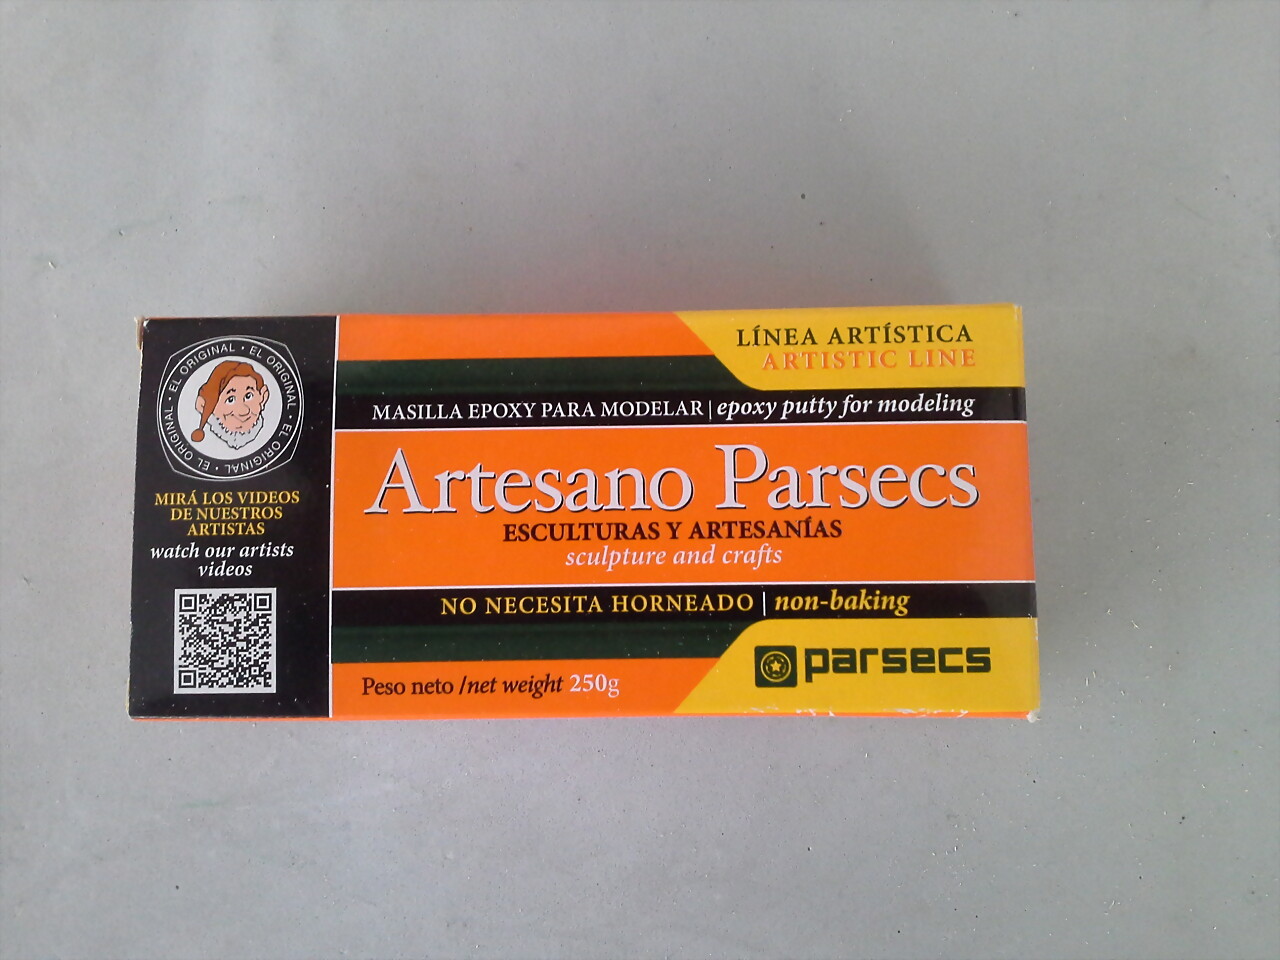 EL ORIGINAL • EL ORIGINAL • EL ORIGINAL • EL ORIGINAL • EL ORIGINAL •
MIRÁ LOS VIDEOS
DE NUESTROS
ARTISTAS
watch our artists
videos
LÍNEA ARTÍSTICA
ARTISTIC LINE
MASILLA EPOXY PARA MODELAR | epoxy putty for modeling
Artesano Parsecs
ESCULTURAS Y ARTESANÍAS
sculpture and crafts
NO NECESITA HORNEADO | non-baking
Peso neto /net weight 250g
parsecs